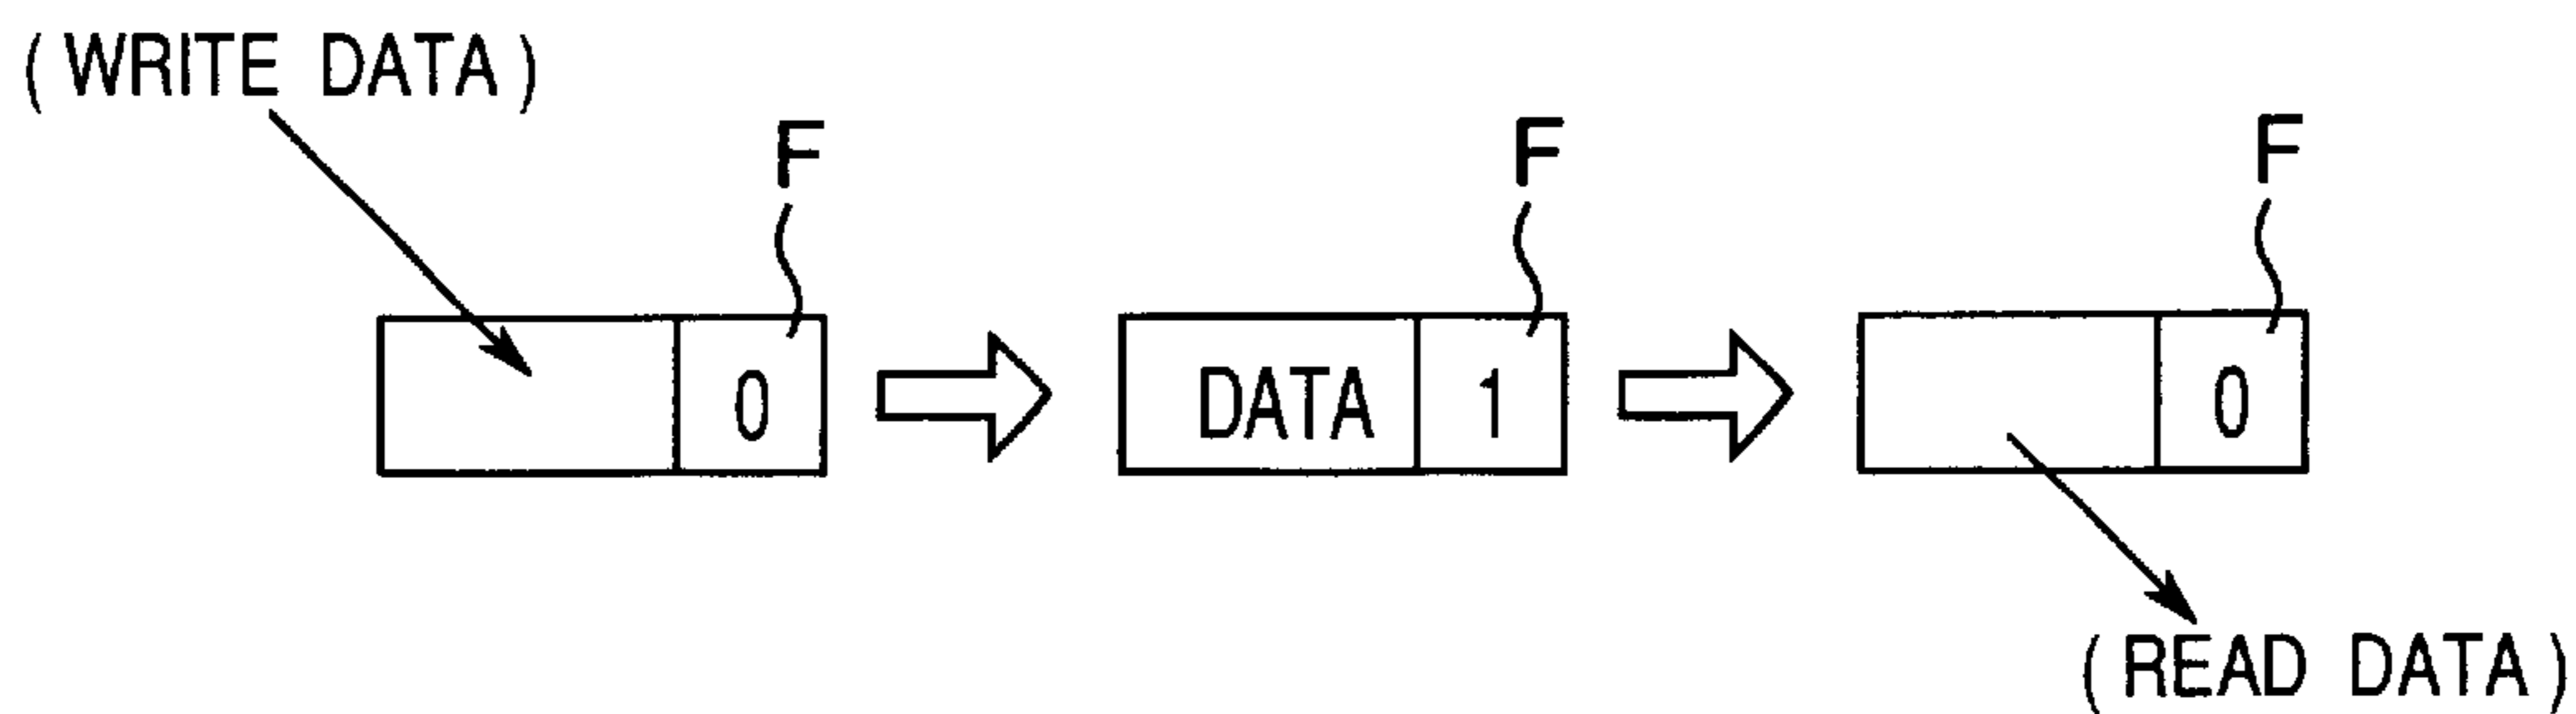 ( WRITE DATA )
F F F
0 DATA 1 0
( READ DATA )